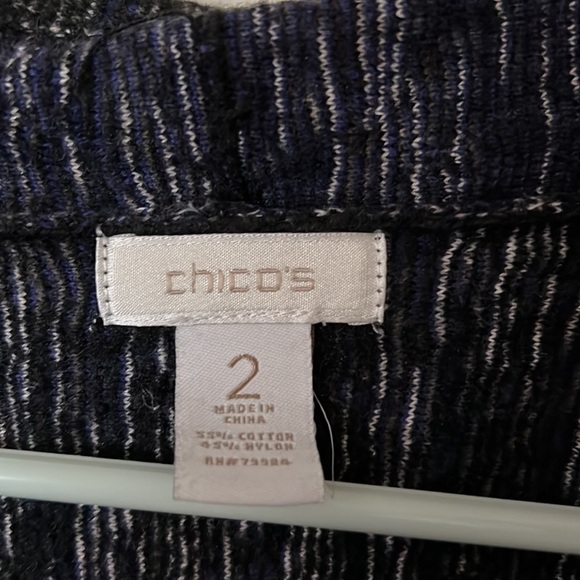 chico's
2
MADE IN
CHINA
55% COTTON
45% NYLON
RN# 79984